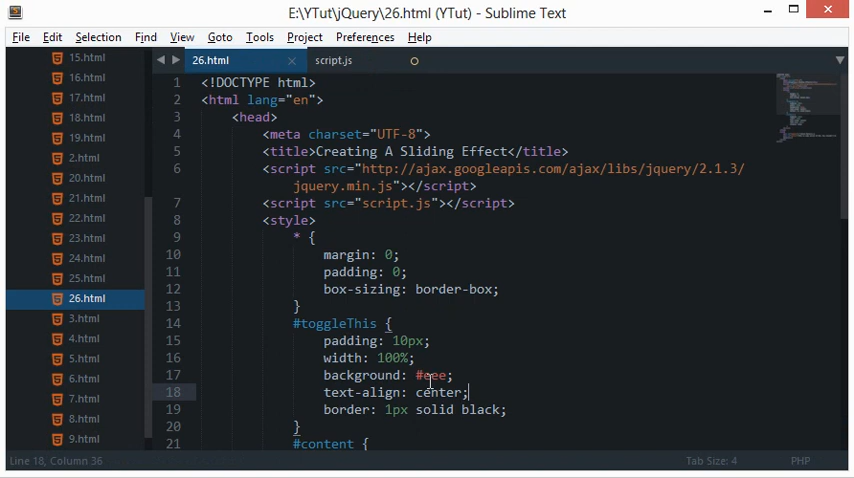 E:\YTut\jQuery\26.html (YTut) - Sublime Text
File Edit Selection Find View Goto Tools Project Preferences Help
26.html script.js
15.html
16.html
17.html
18.html
19.html
2.html
20.html
21.html
22.html
23.html
24.html
25.html
26.html
3.html
4.html
5.html
6.html
7.html
8.html
9.html
1 <!DOCTYPE html>
2 <html lang="en">
3 <head>
4 <meta charset="UTF-8">
5 <title>Creating A Sliding Effect</title>
6 <script src="http://ajax.googleapis.com/ajax/libs/jquery/2.1.3/
jquery.min.js"></script>
7 <script src="script.js"></script>
8 <style>
9 * {
10 margin: 0;
11 padding: 0;
12 box-sizing: border-box;
13 }
14 #toggleThis {
15 padding: 10px;
16 width: 100%;
17 background: #eee;
18 text-align: center;
19 border: 1px solid black;
20 }
21 #content {
Line 18, Column 36 Tab Size: 4 PHP